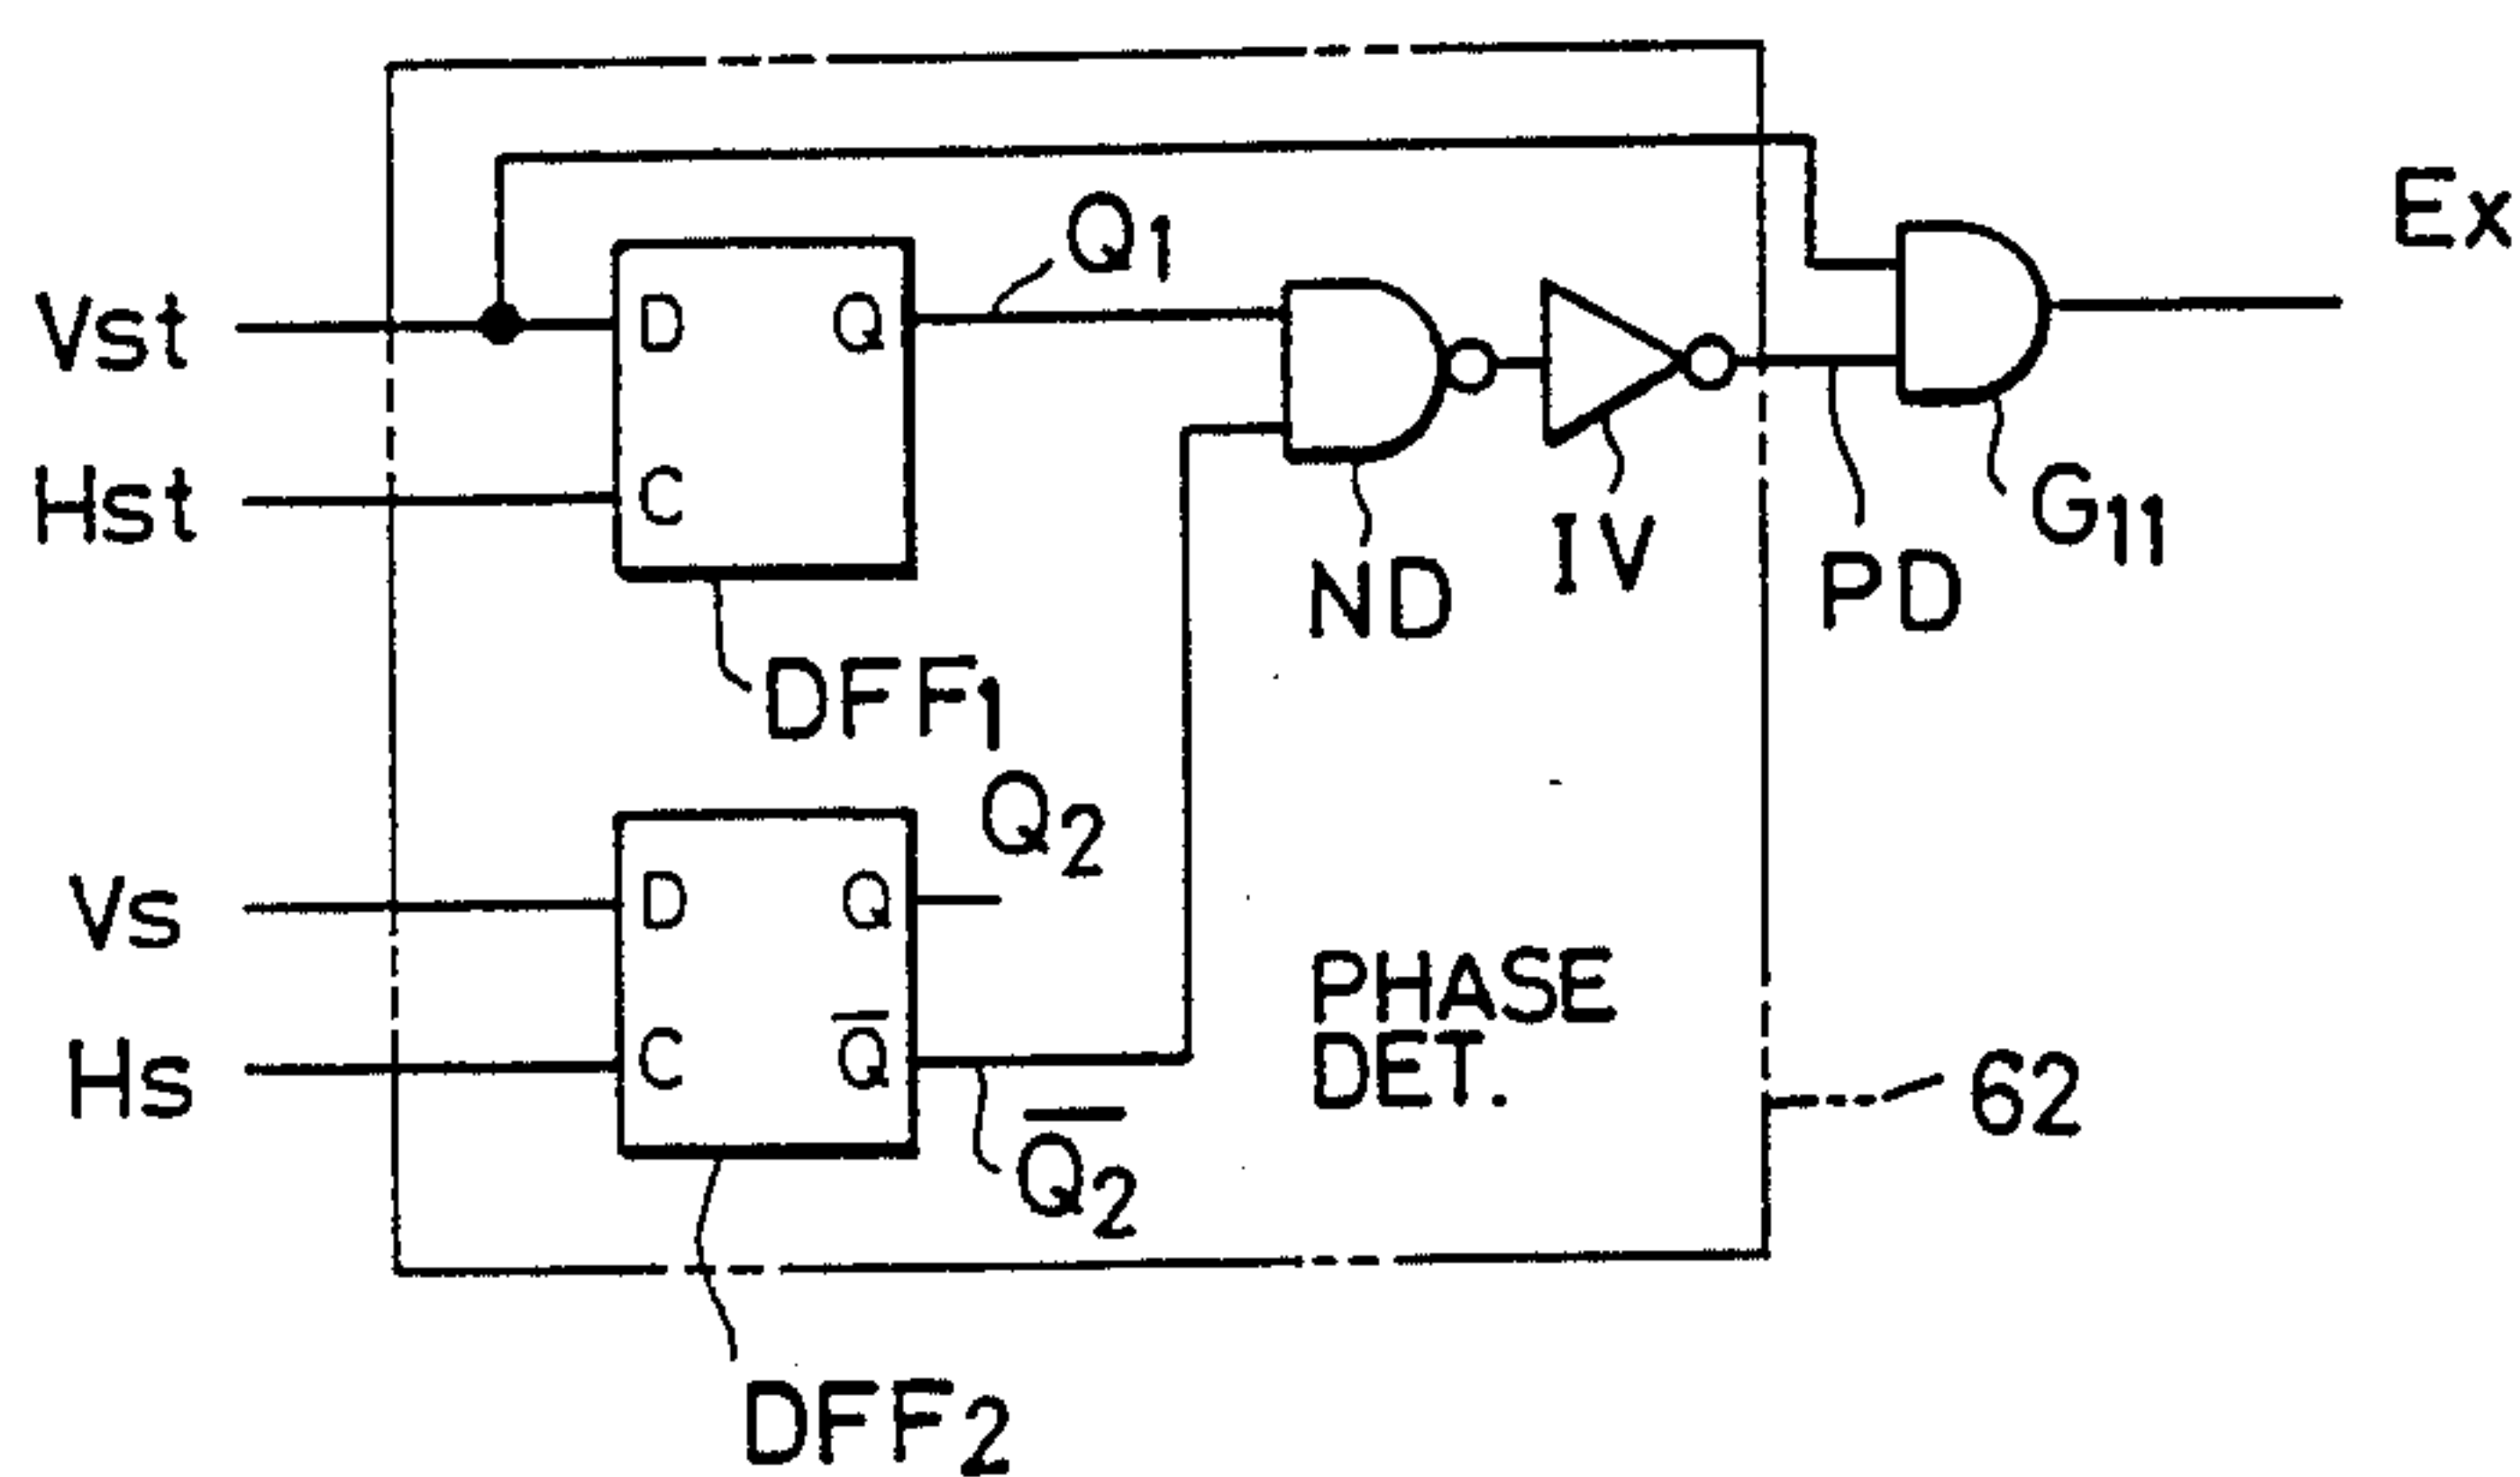 Ex
Q1
Vst
D
Q
Hst
C
G11
IV
ND
PD
DFF1
Q2
Vs
D
Q
PHASE
DET.
Hs
C
Q̅
62
Q̅2
DFF2